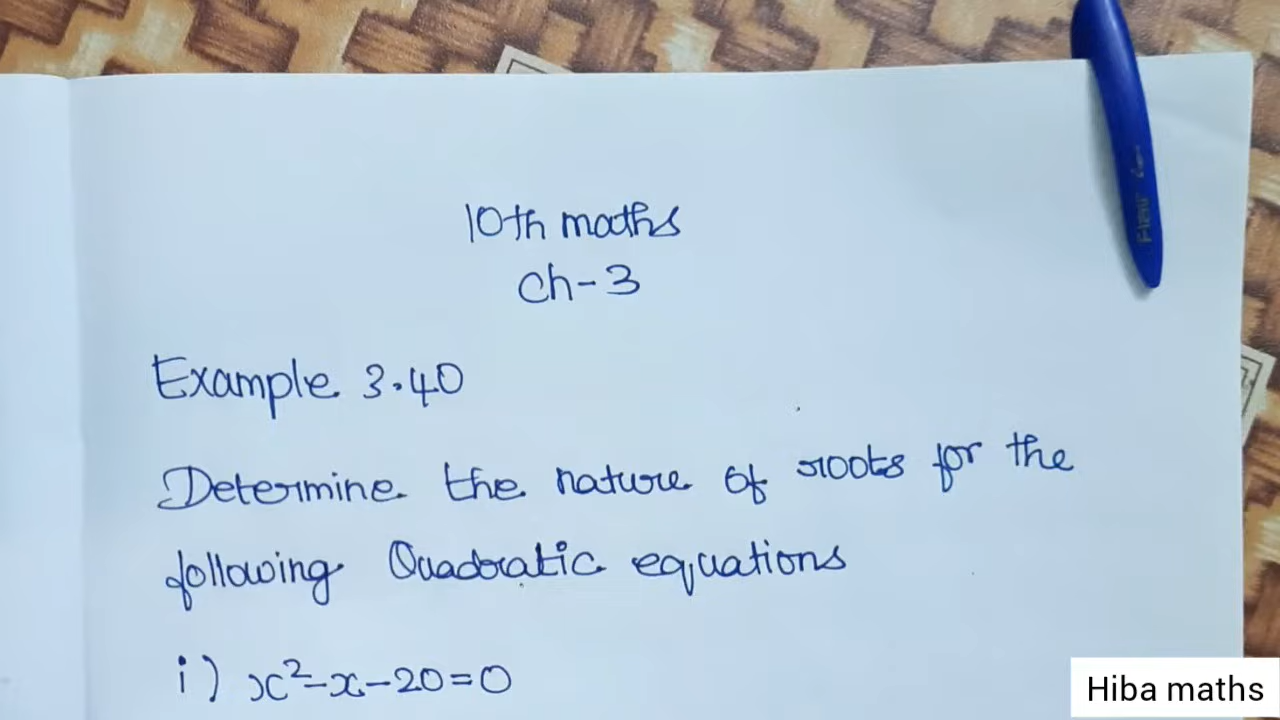 10th maths
Ch-3
Example 3.40
Determine the nature of roots for the
following Quadratic equations
i) x²-x-20=0
Flair
Hiba maths